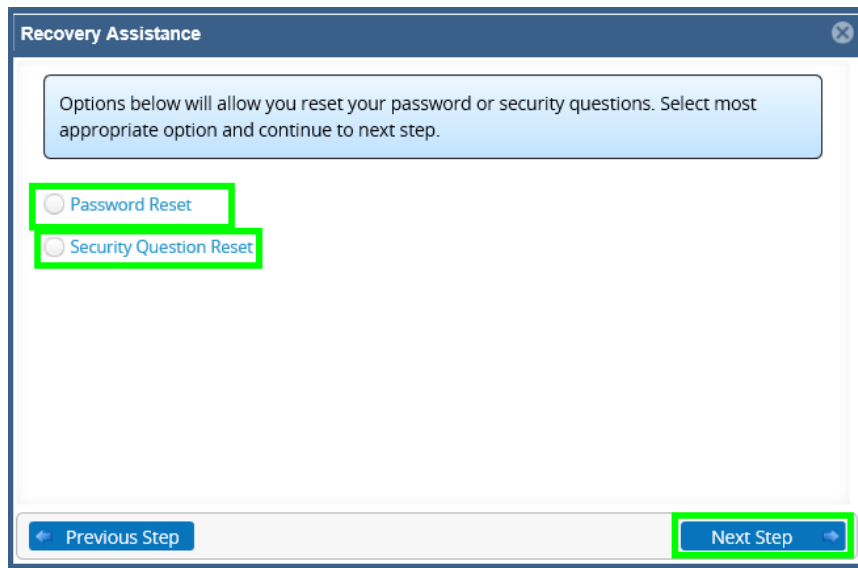 Recovery Assistance
Options below will allow you reset your password or security questions. Select most
appropriate option and continue to next step.
Password Reset
Security Question Reset
Previous Step
Next Step